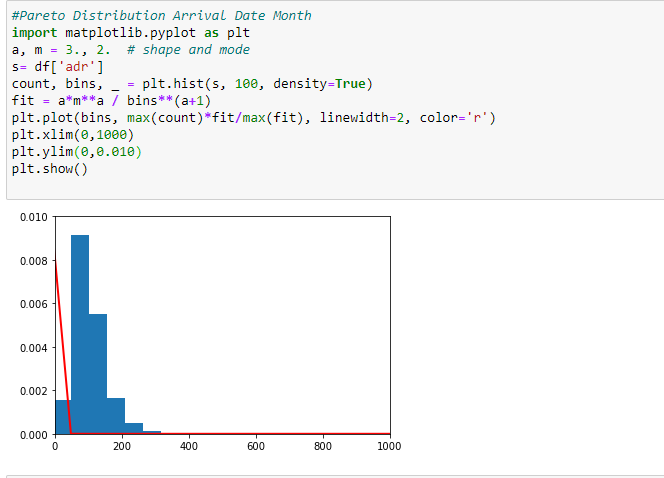 #Pareto Distribution Arrival Date Month
import matplotlib.pyplot as plt
a, m = 3., 2.  # shape and mode
s= df['adr']
count, bins, _ = plt.hist(s, 100, density=True)
fit = a*m**a / bins**(a+1)
plt.plot(bins, max(count)*fit/max(fit), linewidth=2, color='r')
plt.xlim(0,1000)
plt.ylim(0,0.010)
plt.show()
0.010
0.008
0.006
0.004
0.002
0.000
0 200 400 600 800 1000